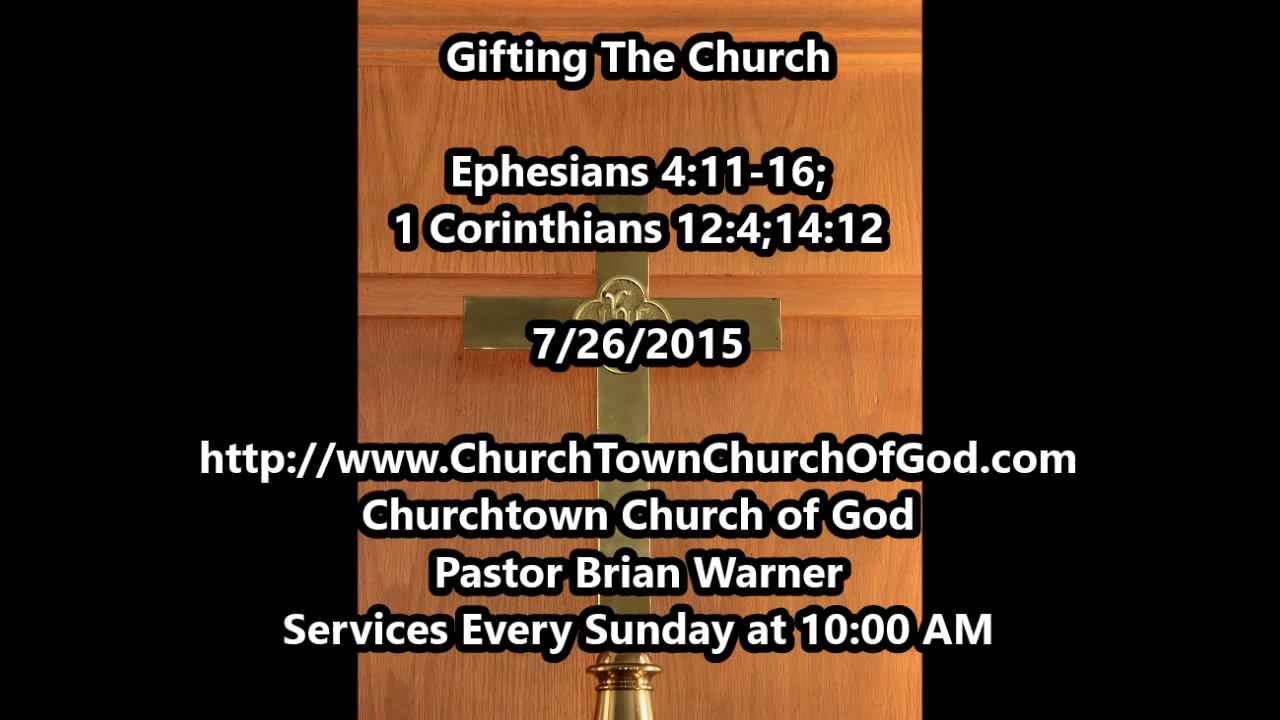 Gifting The Church
Ephesians 4:11-16;
1 Corinthians 12:4;14:12
7/26/2015
http://www.ChurchTownChurchOfGod.com
Churchtown Church of God
Pastor Brian Warner
Services Every Sunday at 10:00 AM